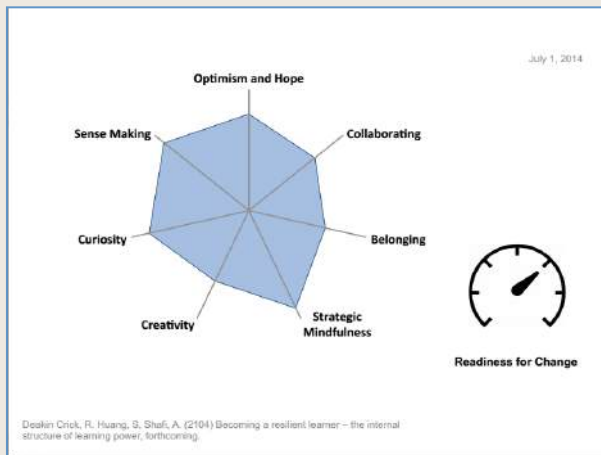 July 1, 2014
Optimism and Hope
Sense Making
Collaborating
Curiosity
Belonging
Creativity
Strategic
Mindfulness
Readiness for Change
Deakin Crick, R. Huang, S, Shafi, A. (2104) Becoming a resilient learner – the internal
structure of learning power, forthcoming.